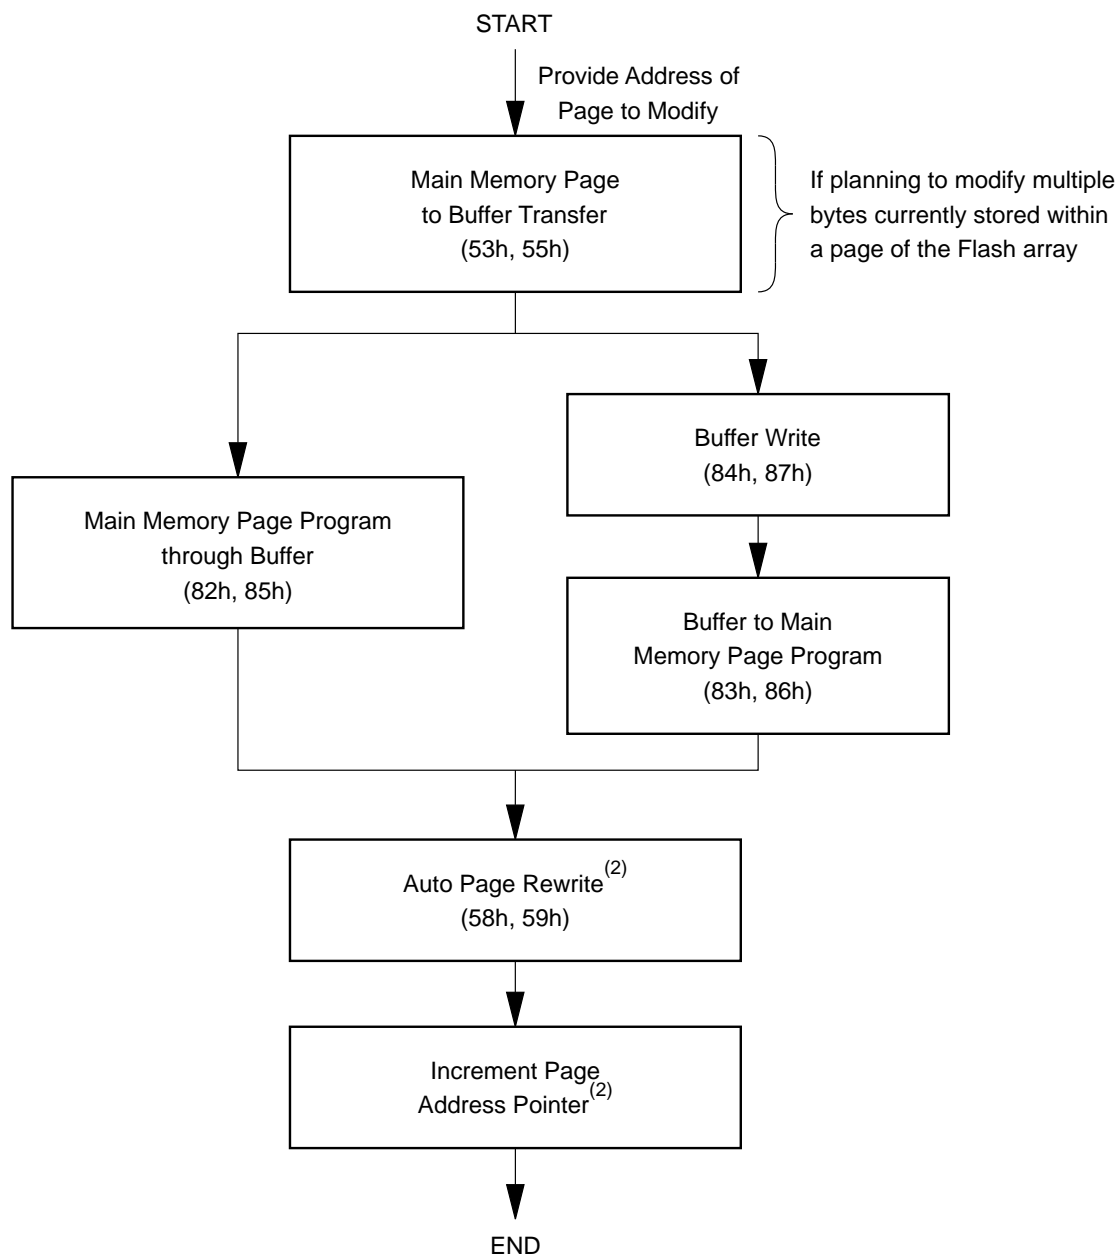 START
Provide Address of
Page to Modify
Main Memory Page
to Buffer Transfer
(53h, 55h)
If planning to modify multiple
bytes currently stored within
a page of the Flash array
Buffer Write
(84h, 87h)
Main Memory Page Program
through Buffer
(82h, 85h)
Buffer to Main
Memory Page Program
(83h, 86h)
Auto Page Rewrite(2)
(58h, 59h)
Increment Page
Address Pointer(2)
END